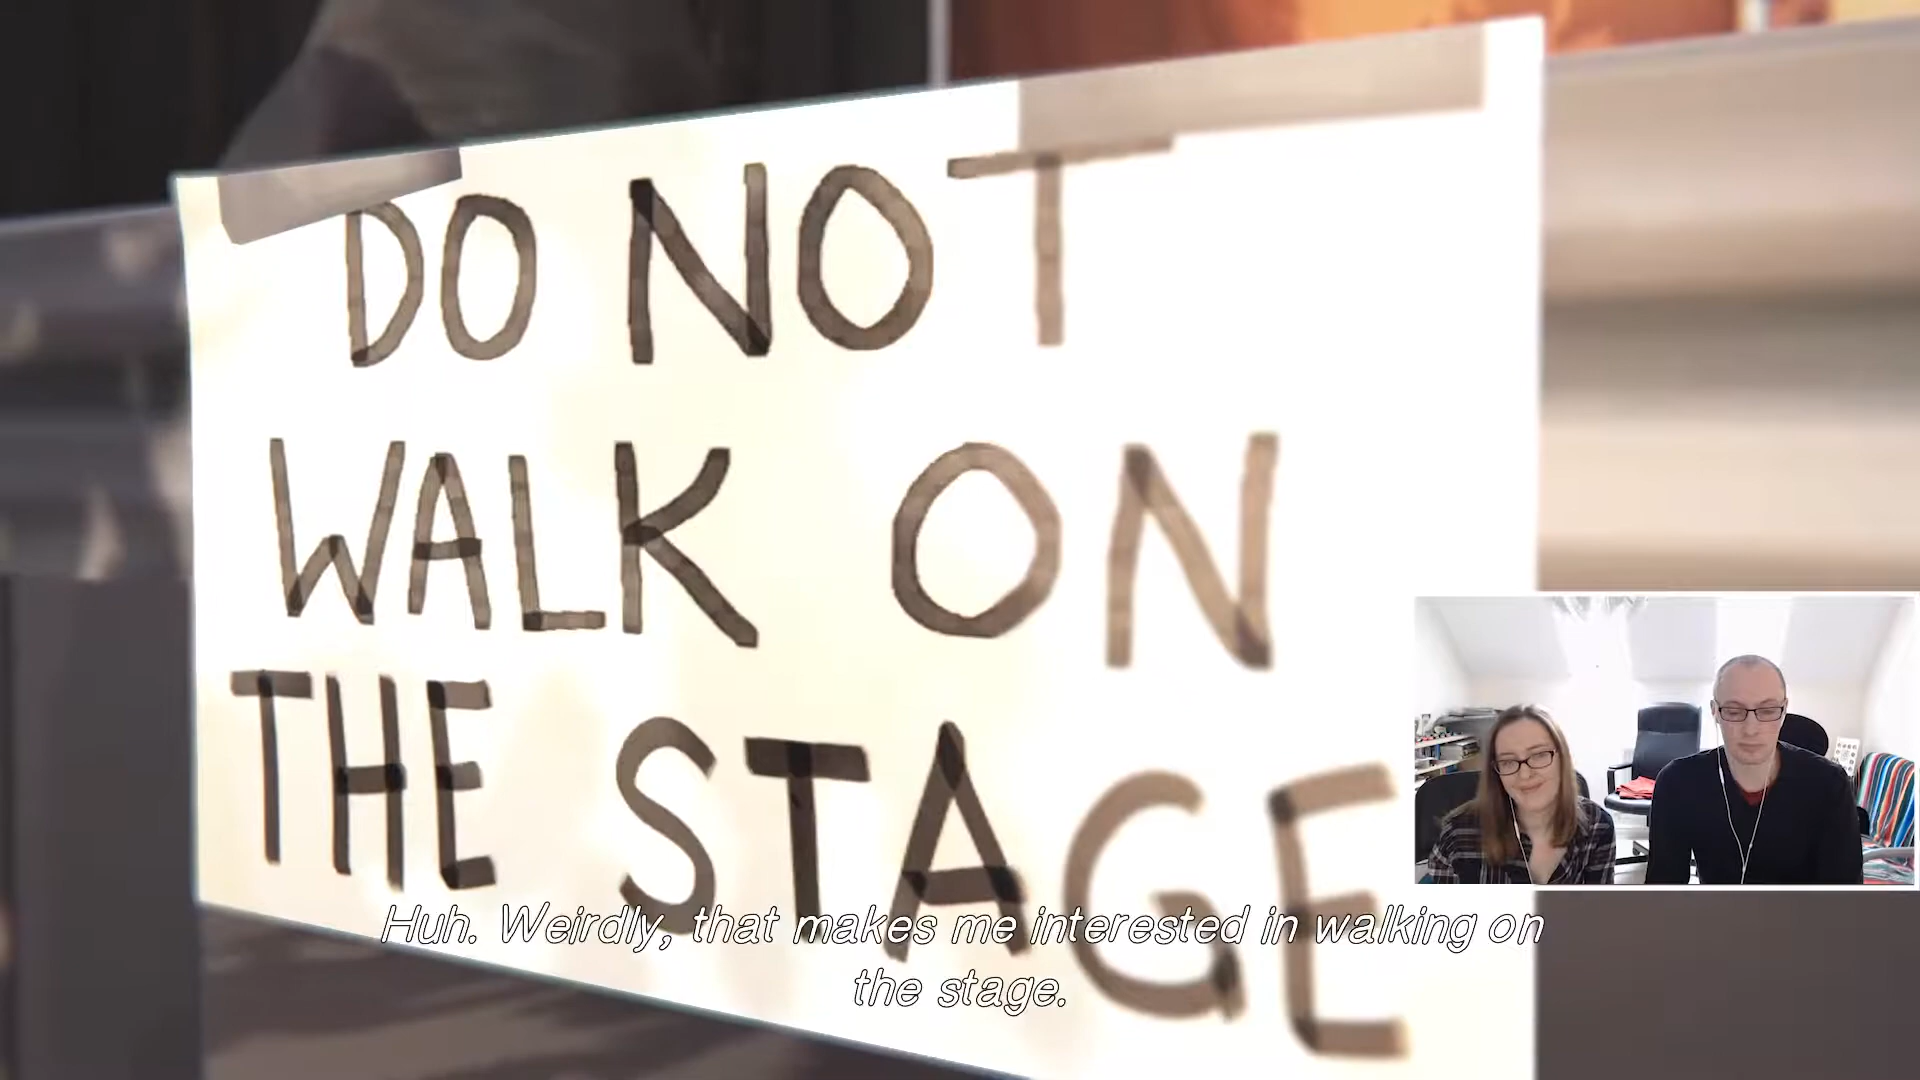 DO NOT
WALK ON
THE STAGE
Huh. Weirdly, that makes me interested in walking on
the stage.